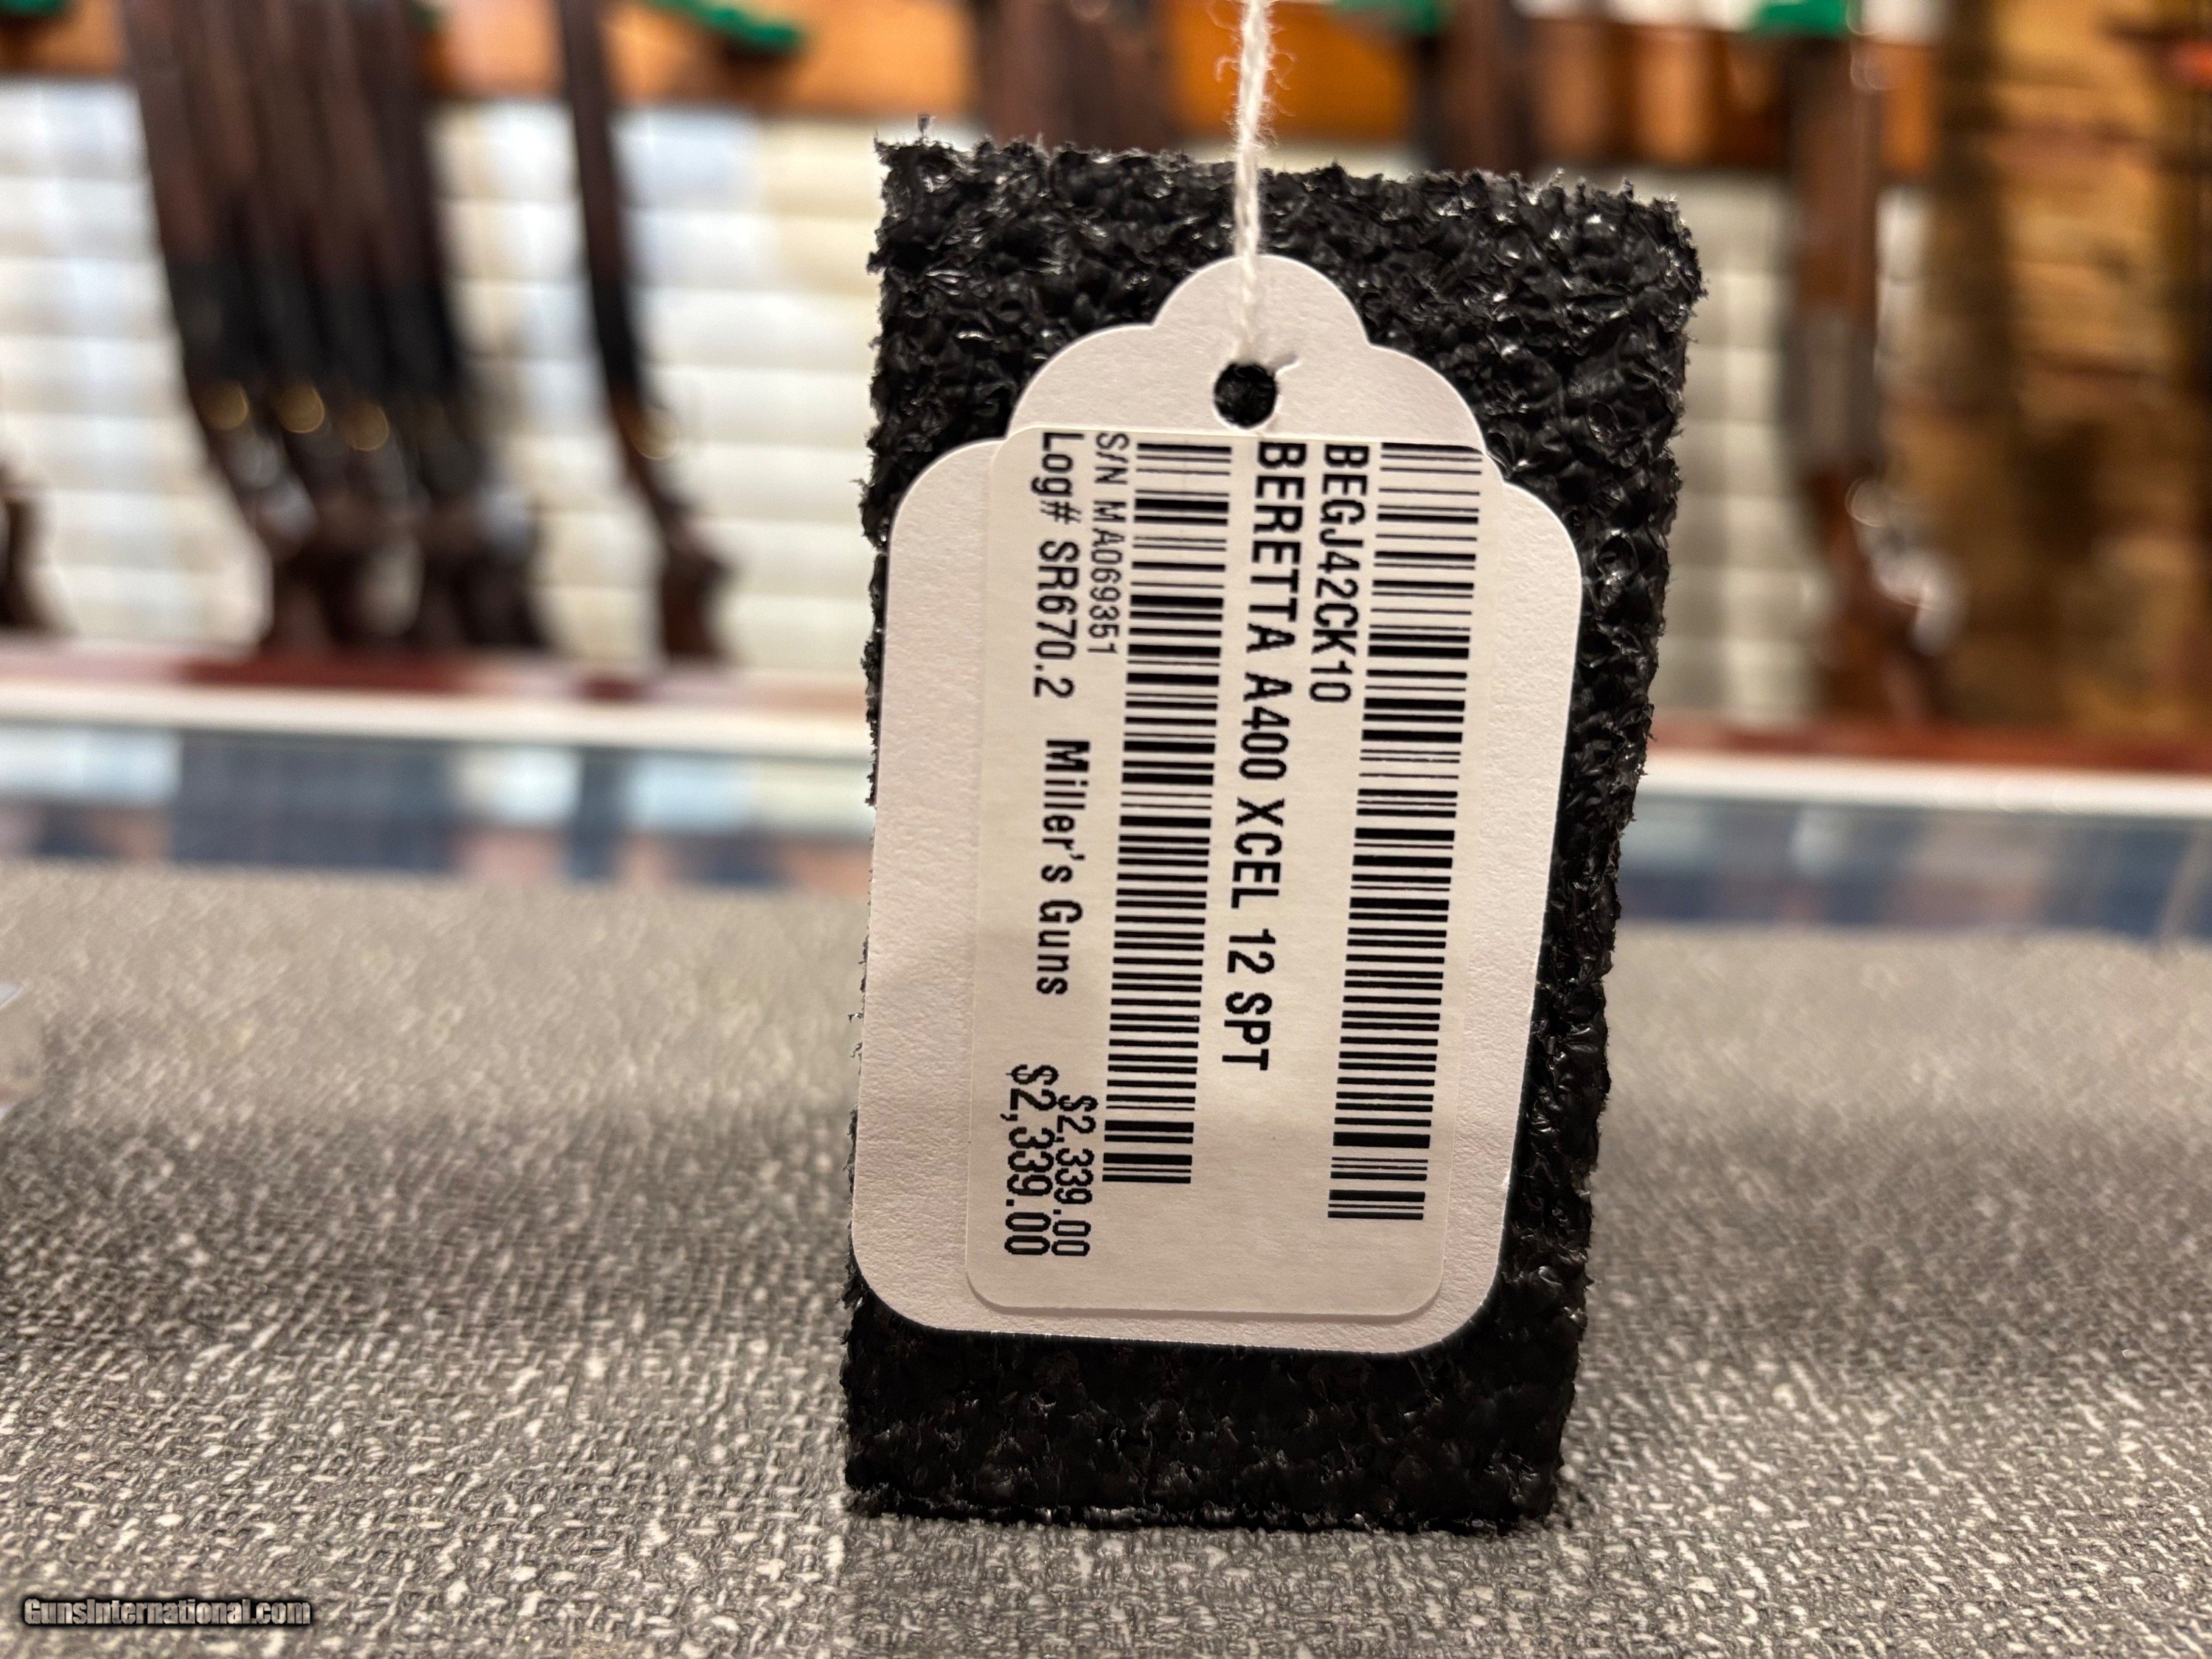 BEGJ42CK10
BERETTA A400 XCEL 12 SPT
S/N MA069351
$2,339.00
Log# SR670.2 Miller's Guns
$2,339.00
GunsInternational.com